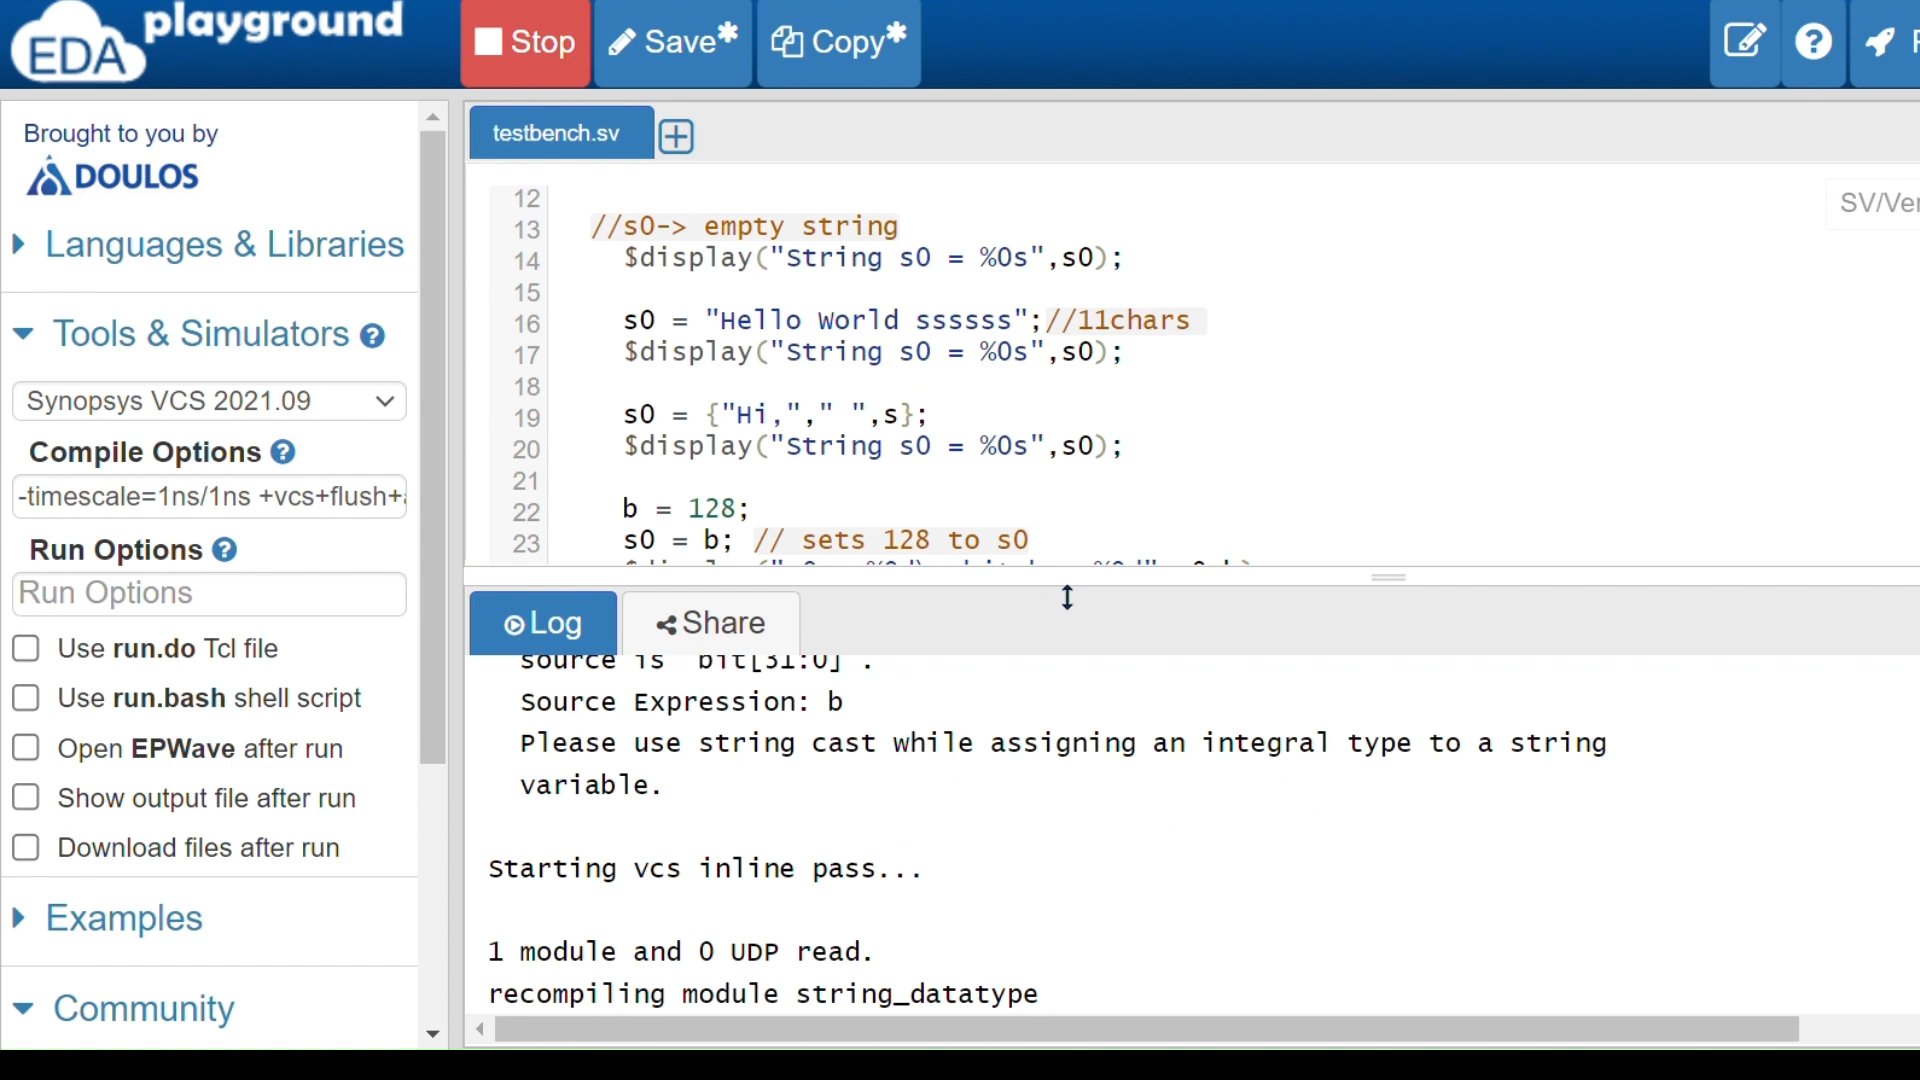 EDA playground
Stop
Save*
Copy*
Brought to you by
DOULOS
Languages & Libraries
Tools & Simulators ?
Synopsys VCS 2021.09
Compile Options ?
-timescale=1ns/1ns +vcs+flush+
Run Options ?
Run Options
Use run.do Tcl file
Use run.bash shell script
Open EPWave after run
Show output file after run
Download files after run
Examples
Community
testbench.sv
SV/Ver
12
13 //s0-> empty string
14 $display("String s0 = %0s",s0);
15
16 s0 = "Hello World ssssss";//11chars
17 $display("String s0 = %0s",s0);
18
19 s0 = {"Hi,"," ",s};
20 $display("String s0 = %0s",s0);
21
22 b = 128;
23 s0 = b; // sets 128 to s0
Log
Share
source is "bit[31:0]".
Source Expression: b
Please use string cast while assigning an integral type to a string
variable.
Starting vcs inline pass...
1 module and 0 UDP read.
recompiling module string_datatype